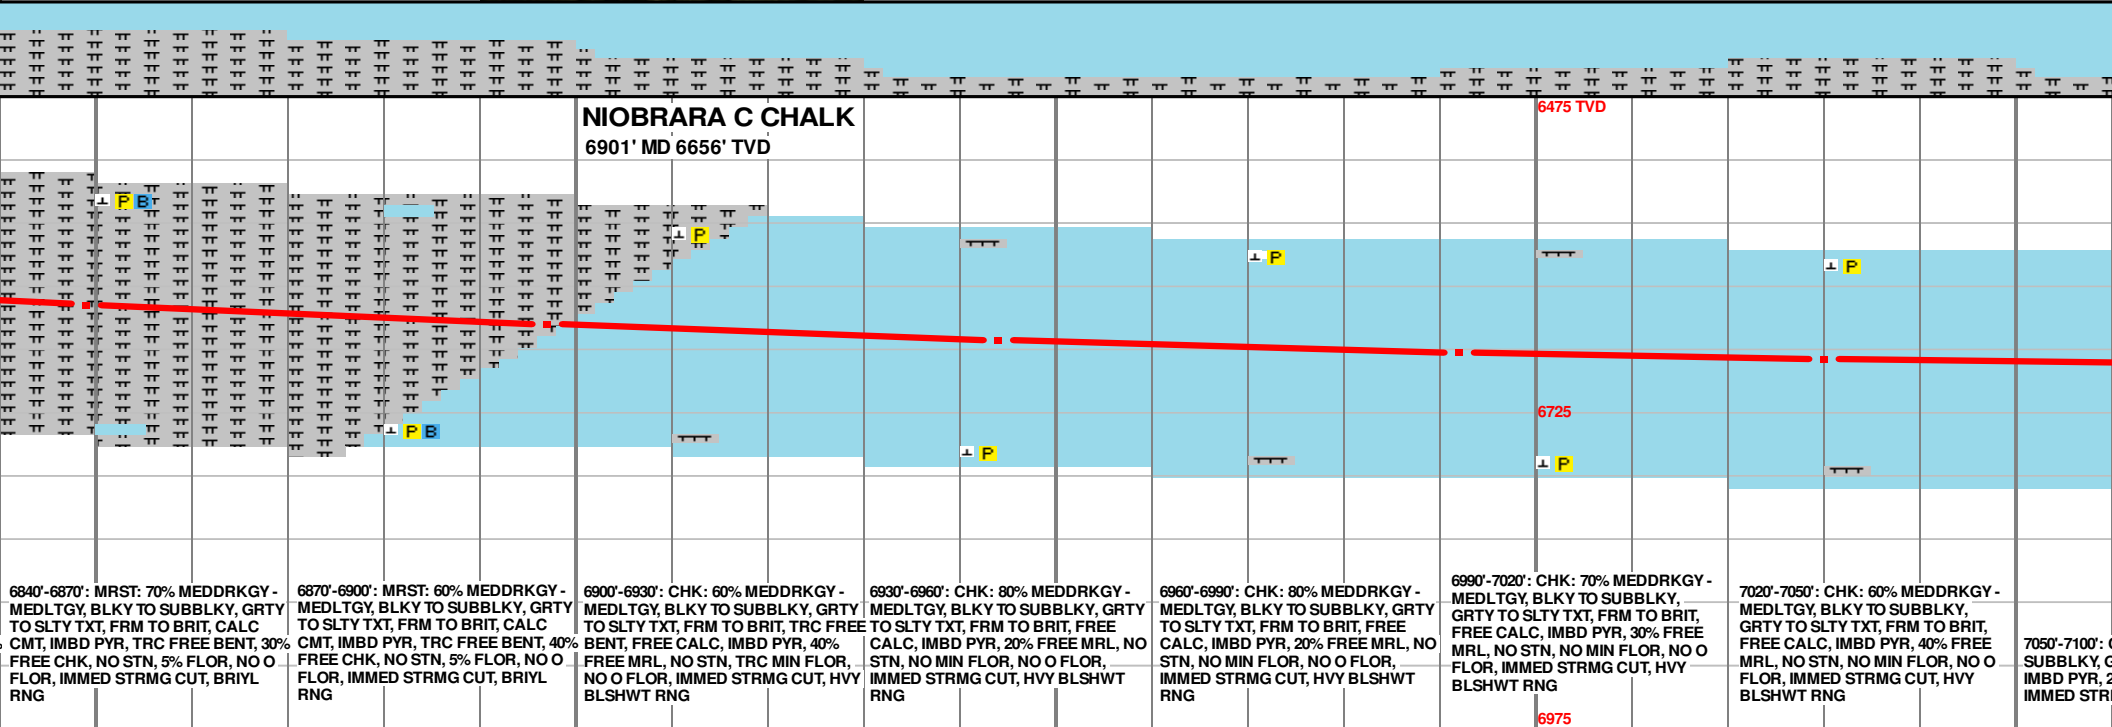 NIOBRARA C CHALK
6901' MD 6656' TVD
6475 TVD
P B
P
P
P
6725
P B
P
P
6840'-6870': MRST: 70% MEDDRKGY -
MEDLTGY, BLKY TO SUBBLKY, GRTY
TO SLTY TXT, FRM TO BRIT, CALC
CMT, IMBD PYR, TRC FREE BENT, 30%
FREE CHK, NO STN, 5% FLOR, NO O
FLOR, IMMED STRMG CUT, BRIYL
RNG
6870'-6900': MRST: 60% MEDDRKGY -
MEDLTGY, BLKY TO SUBBLKY, GRTY
TO SLTY TXT, FRM TO BRIT, CALC
CMT, IMBD PYR, TRC FREE BENT, 40%
FREE CHK, NO STN, 5% FLOR, NO O
FLOR, IMMED STRMG CUT, BRIYL
RNG
6900'-6930': CHK: 60% MEDDRKGY -
MEDLTGY, BLKY TO SUBBLKY, GRTY
TO SLTY TXT, FRM TO BRIT, TRC FREE
BENT, FREE CALC, IMBD PYR, 40%
FREE MRL, NO STN, TRC MIN FLOR,
NO O FLOR, IMMED STRMG CUT, HVY
BLSHWT RNG
6930'-6960': CHK: 80% MEDDRKGY -
MEDLTGY, BLKY TO SUBBLKY, GRTY
TO SLTY TXT, FRM TO BRIT, FREE
CALC, IMBD PYR, 20% FREE MRL, NO
STN, NO MIN FLOR, NO O FLOR,
IMMED STRMG CUT, HVY BLSHWT
RNG
6960'-6990': CHK: 80% MEDDRKGY -
MEDLTGY, BLKY TO SUBBLKY, GRTY
TO SLTY TXT, FRM TO BRIT, FREE
CALC, IMBD PYR, 20% FREE MRL, NO
STN, NO MIN FLOR, NO O FLOR,
IMMED STRMG CUT, HVY BLSHWT
RNG
6990'-7020': CHK: 70% MEDDRKGY -
MEDLTGY, BLKY TO SUBBLKY,
GRTY TO SLTY TXT, FRM TO BRIT,
FREE CALC, IMBD PYR, 30% FREE
MRL, NO STN, NO MIN FLOR, NO O
FLOR, IMMED STRMG CUT, HVY
BLSHWT RNG
7020'-7050': CHK: 60% MEDDRKGY -
MEDLTGY, BLKY TO SUBBLKY,
GRTY TO SLTY TXT, FRM TO BRIT,
FREE CALC, IMBD PYR, 40% FREE
MRL, NO STN, NO MIN FLOR, NO O
FLOR, IMMED STRMG CUT, HVY
BLSHWT RNG
7050'-7100':
SUBBLKY,
IMBD PYR,
IMMED
6975